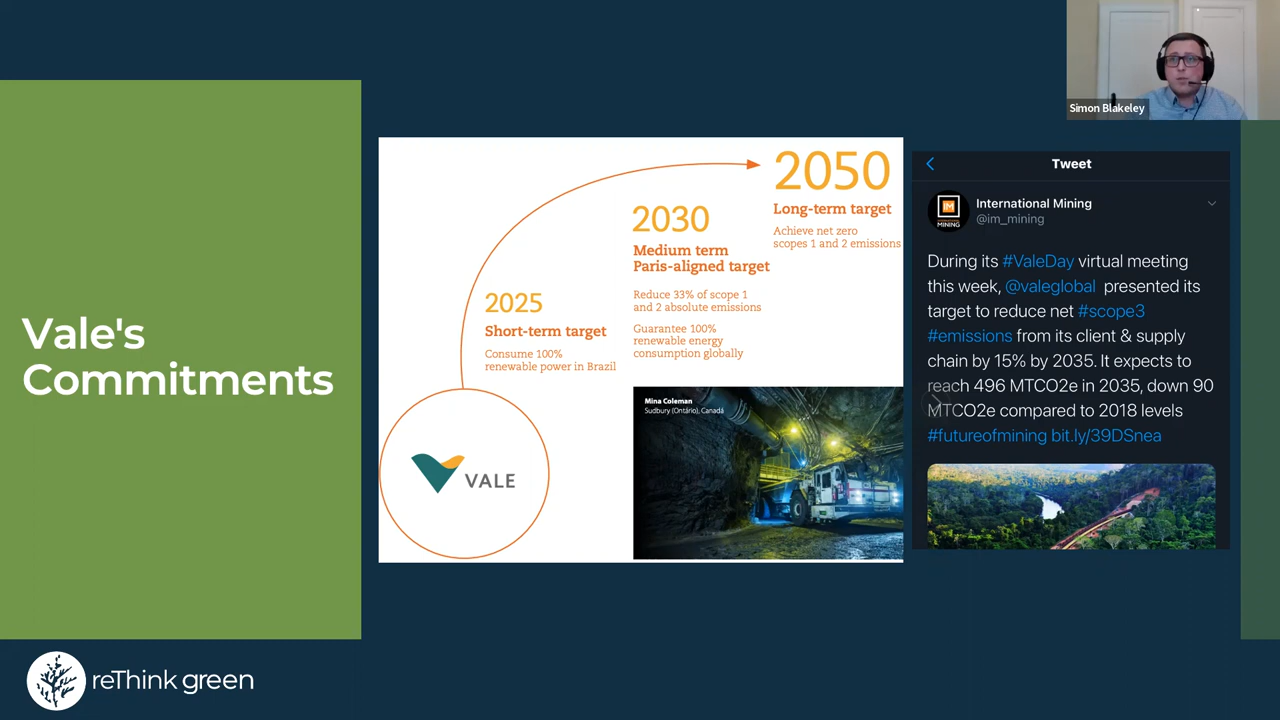 Simon Blakeley
Vale's
Commitments
2050
Long-term target
Achieve net zero
scopes 1 and 2 emissions
2030
Medium term
Paris-aligned target
Reduce 33% of scope 1
and 2 absolute emissions
Guarantee 100%
renewable energy
consumption globally
2025
Short-term target
Consume 100%
renewable power in Brazil
VALE
Mina Coleman
Sudbury (Ontário), Canadá
Tweet
INTERNATIONAL
IM
MINING
International Mining
@im_mining
During its #ValeDay virtual meeting
this week, @valeglobal presented its
target to reduce net #scope3
#emissions from its client & supply
chain by 15% by 2035. It expects to
reach 496 MTCO2e in 2035, down 90
MTCO2e compared to 2018 levels
#futureofmining bit.ly/39DSnea
reThink green